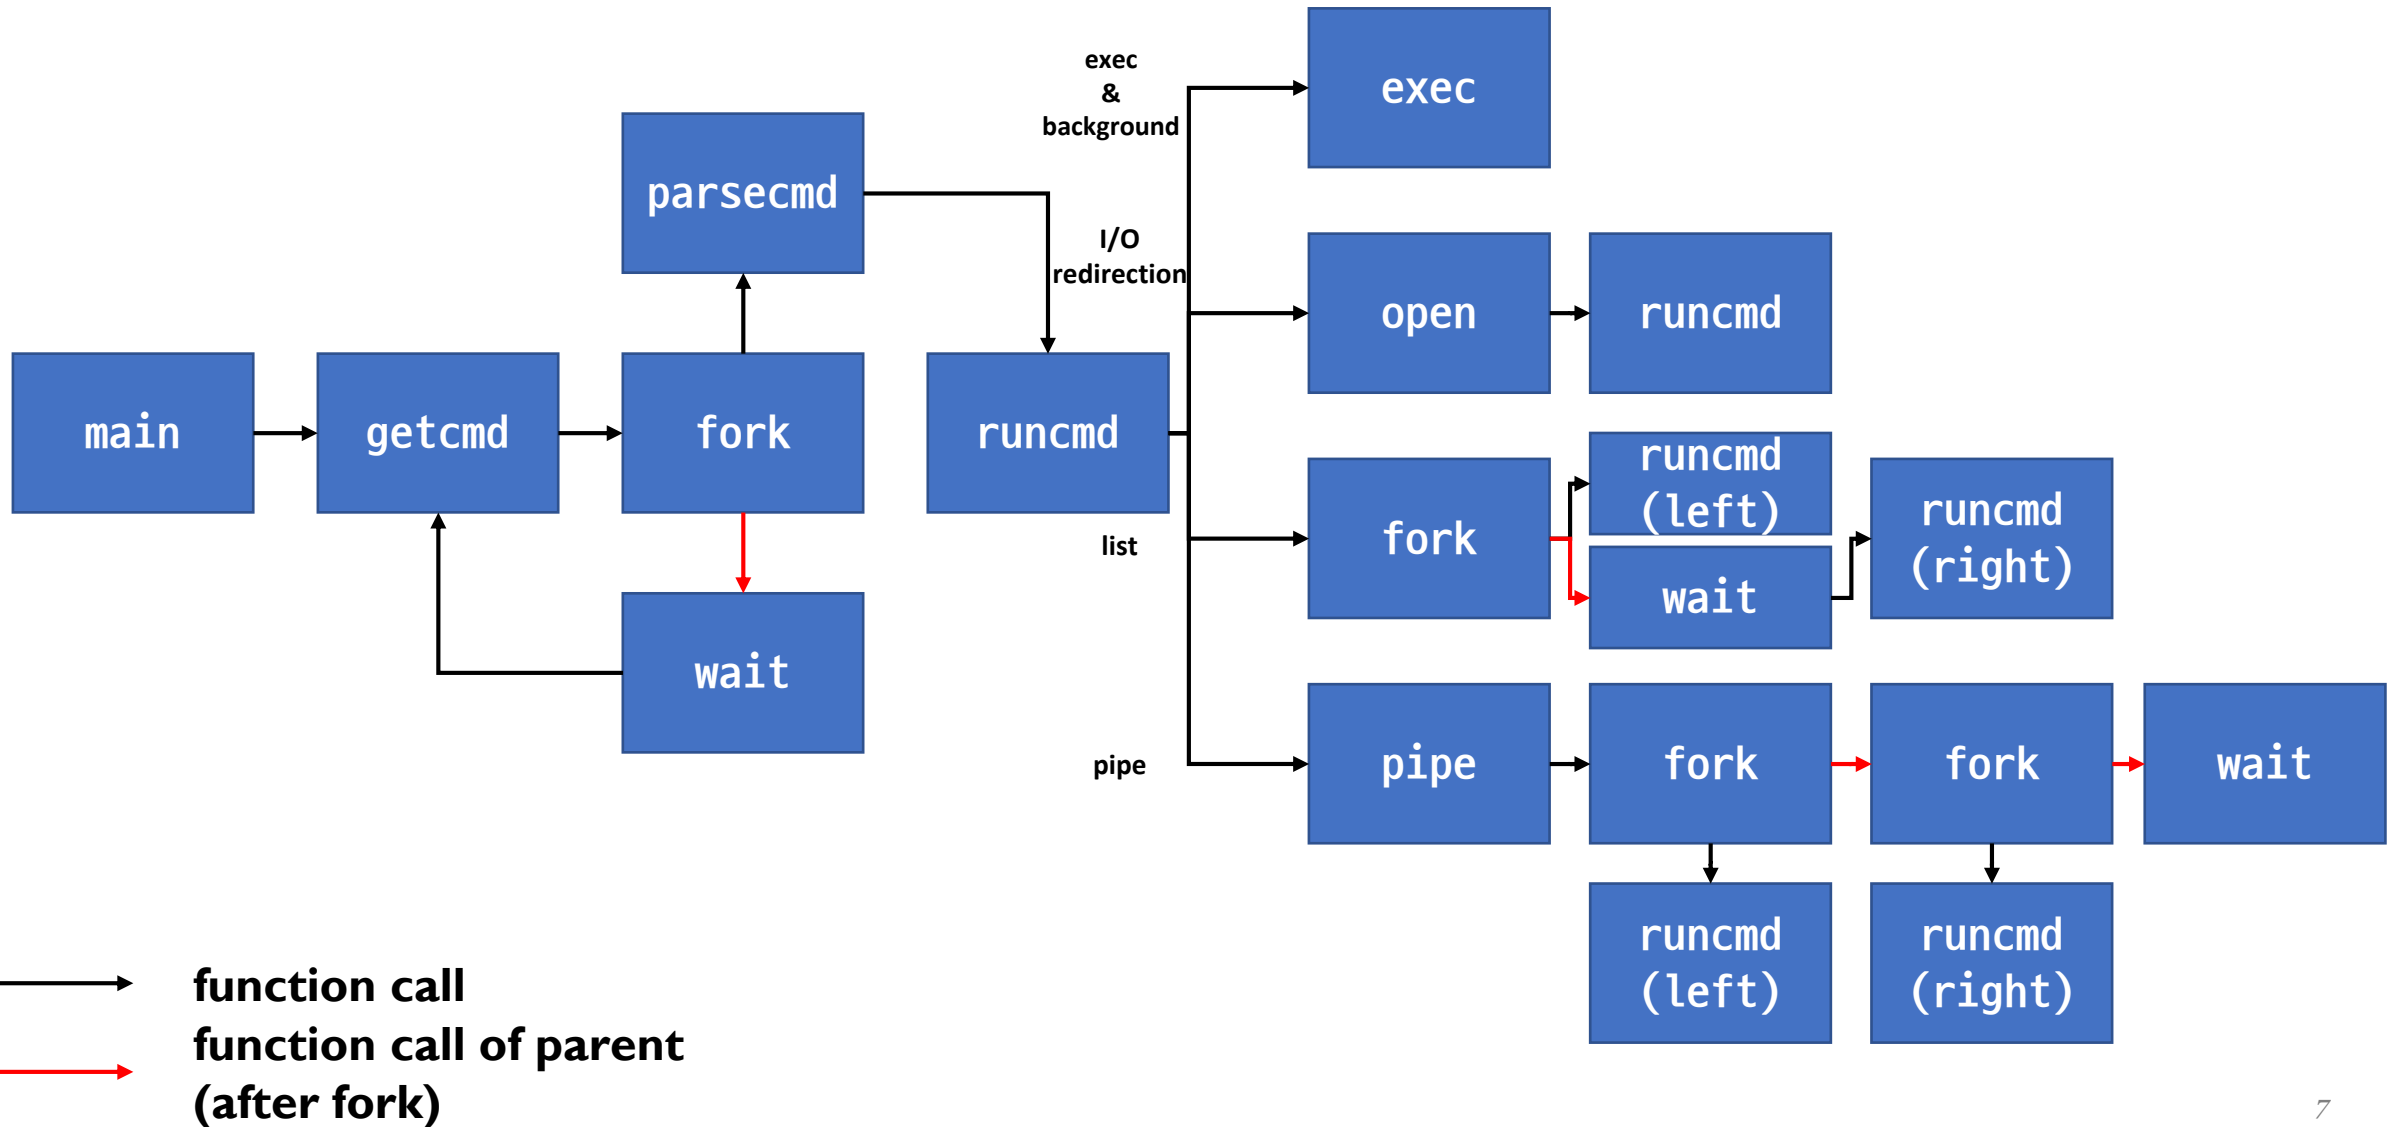 exec
&
background
exec
parsecmd
I/O
redirection
open
runcmd
main
getcmd
fork
runcmd
list
fork
runcmd
(left)
wait
runcmd
(right)
wait
pipe
pipe
fork
fork
wait
runcmd
(left)
runcmd
(right)
function call
function call of parent
(after fork)
7